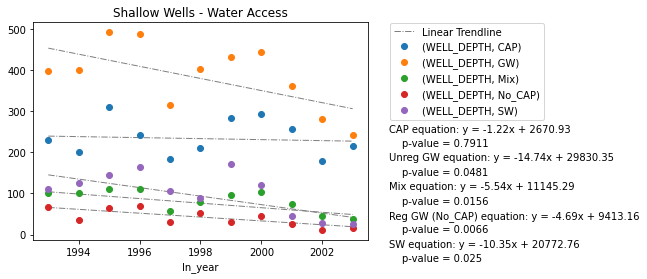 Shallow Wells - Water Access
500
400
300
200
100
0
1994
1996
1998
2000
2002
In_year
Linear Trendline
(WELL_DEPTH, CAP)
(WELL_DEPTH, GW)
(WELL_DEPTH, Mix)
(WELL_DEPTH, No_CAP)
(WELL_DEPTH, SW)
CAP equation: y = -1.22x + 2670.93
p-value = 0.7911
Unreg GW equation: y = -14.74x + 29830.35
p-value = 0.0481
Mix equation: y = -5.54x + 11145.29
p-value = 0.0156
Reg GW (No_CAP) equation: y = -4.69x + 9413.16
p-value = 0.0066
SW equation: y = -10.35x + 20772.76
p-value = 0.025